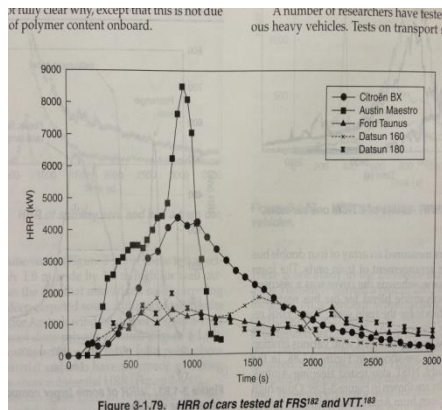 ot fully clear why, except that this is not due
of polymer content onboard.
A number of researchers have teste
ous heavy vehicles. Tests on transport
HRR (kW)
9000
8000
7000
6000
5000
4000
3000
2000
1000
0
Citroën BX
Austin Maestro
Ford Taunus
Datsun 160
Datsun 180
0
500
1000
1500
2000
2500
3000
Time (s)
Figure 3-1.79. HRR of cars tested at FRS182 and VTT.183